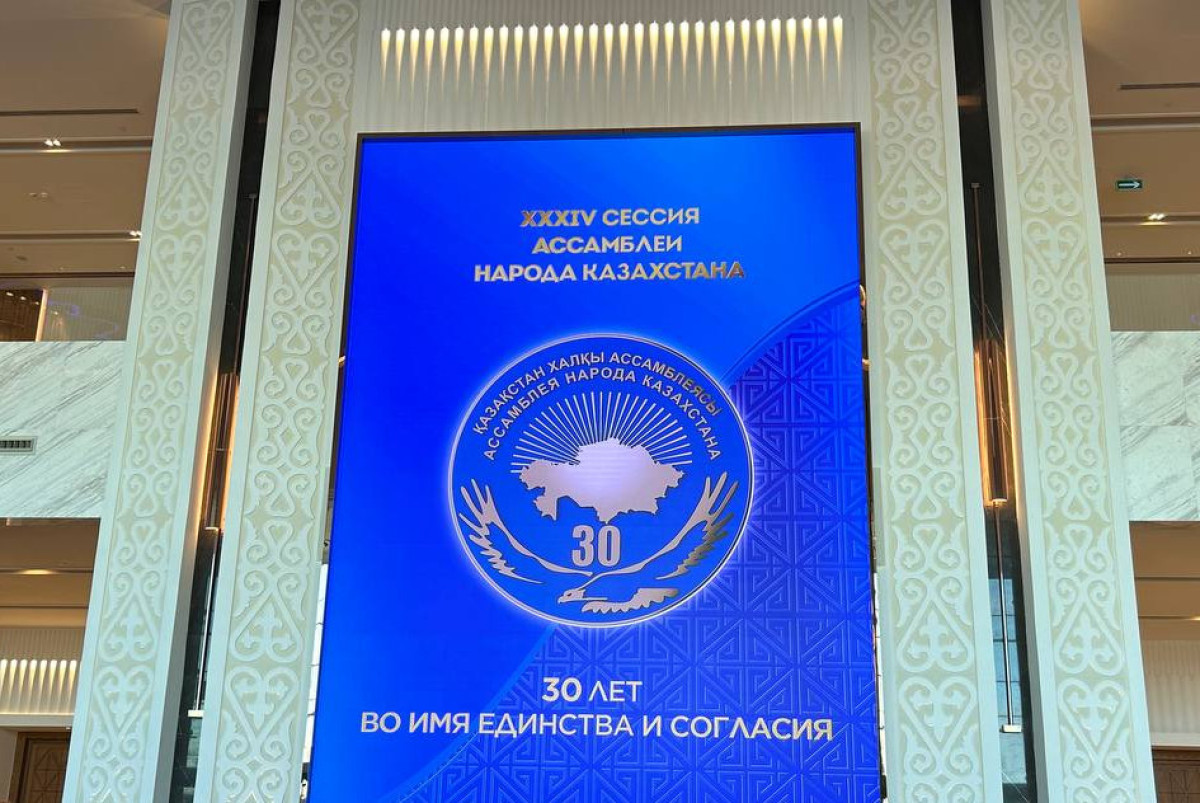 XXXIV СЕССИЯ
АССАМБЛЕИ
НАРОДА КАЗАХСТАНА
ҚАЗАҚСТАН ХАЛҚЫ АССАМБЛЕЯСЫ
АССАМБЛЕЯ НАРОДА КАЗАХСТАНА
30
30 ЛЕТ
ВО ИМЯ ЕДИНСТВА И СОГЛАСИЯ